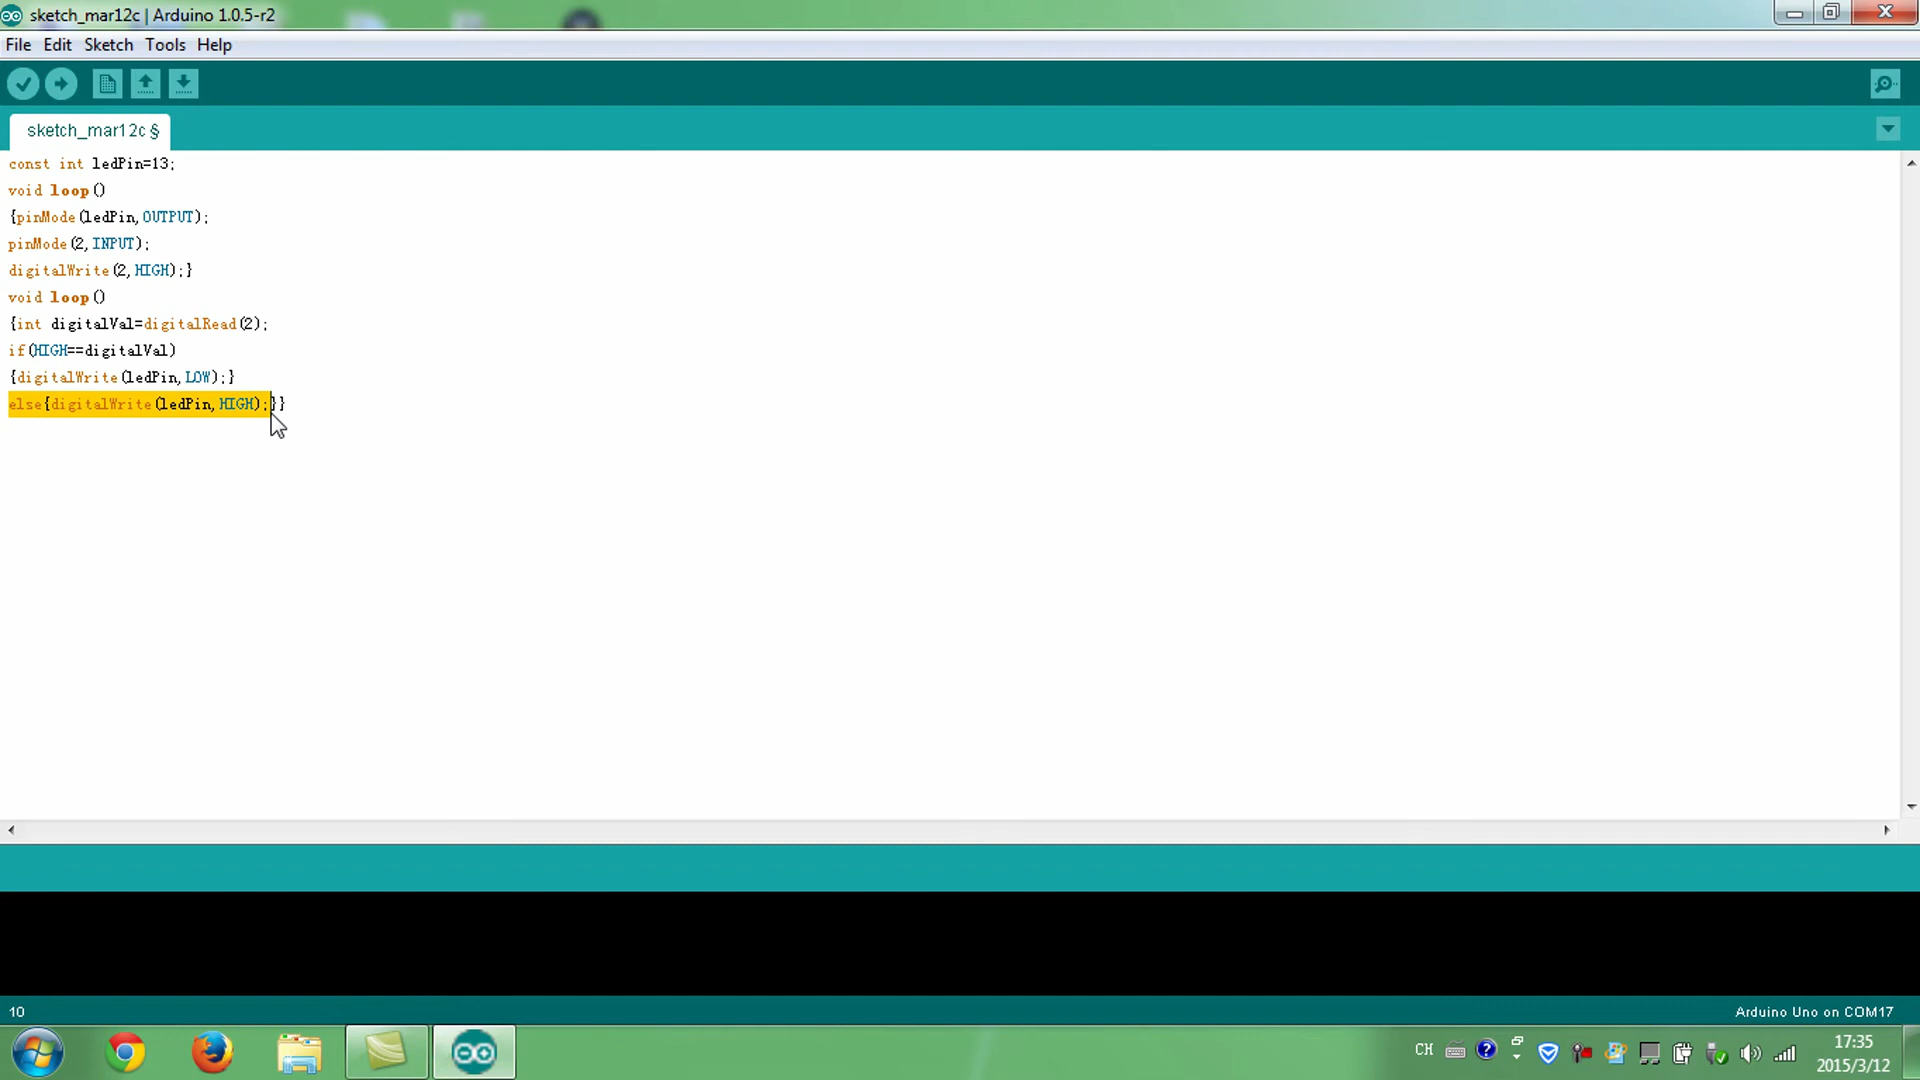 sketch_mar12c | Arduino 1.0.5-r2
File Edit Sketch Tools Help
sketch_mar12c §
const int ledPin=13;
void loop()
{pinMode(ledPin,OUTPUT);
pinMode(2,INPUT);
digitalWrite(2,HIGH);}
void loop()
{int digitalVal=digitalRead(2);
if(HIGH==digitalVal)
{digitalWrite(ledPin,LOW);}
else{digitalWrite(ledPin,HIGH);}}
10
Arduino Uno on COM17
CH
17:35
2015/3/12